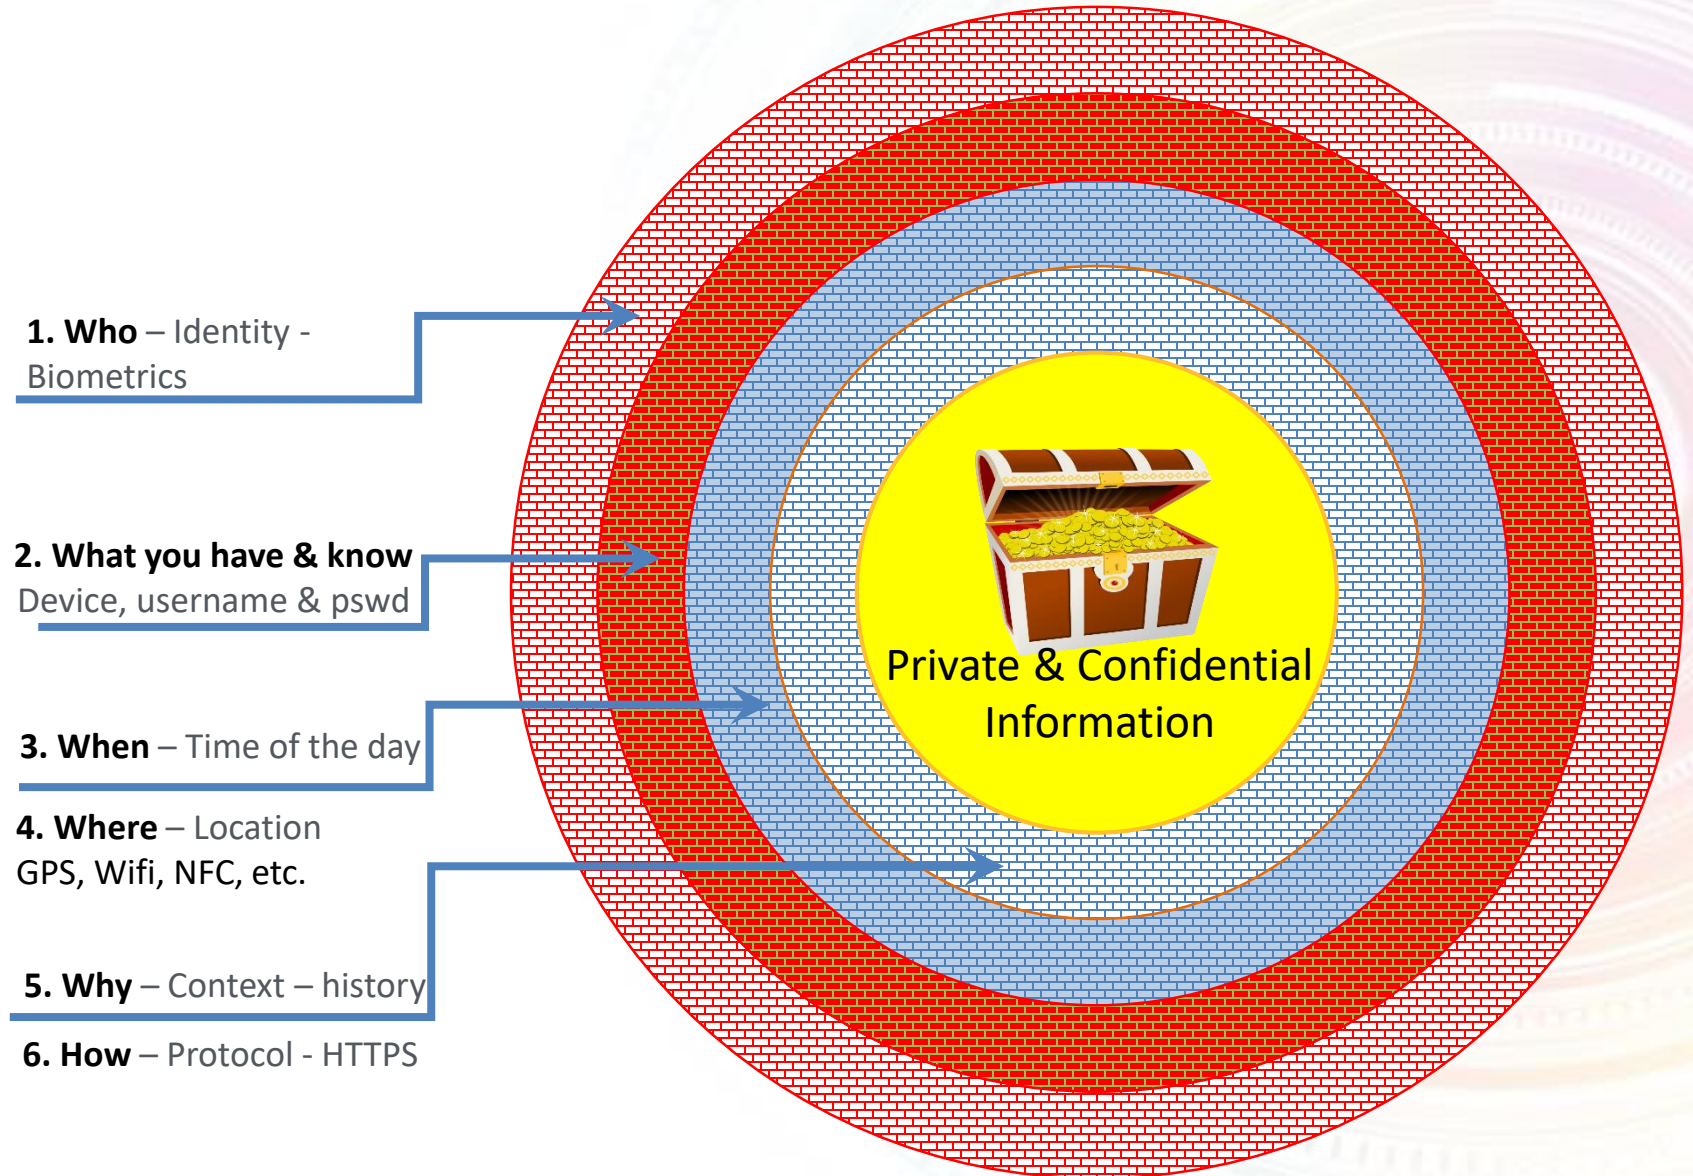 1. Who – Identity -
Biometrics
2. What you have & know
Device, username & pswd
3. When – Time of the day
4. Where – Location
GPS, Wifi, NFC, etc.
5. Why – Context – history
6. How – Protocol - HTTPS
Private & Confidential
Information